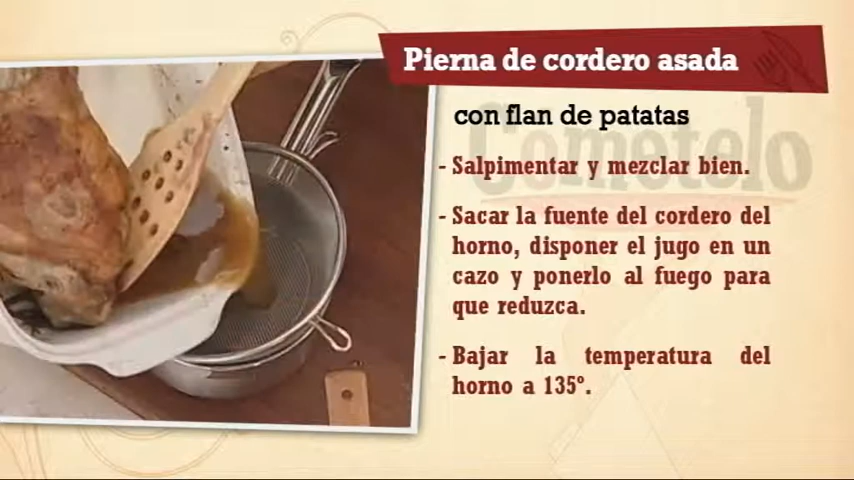 Pierna de cordero asada
con flan de patatas
Cómetelo
- Salpimentar y mezclar bien.
- Sacar la fuente del cordero del
horno, disponer el jugo en un
cazo y ponerlo al fuego para
que reduzca.
- Bajar la temperatura del
horno a 135º.